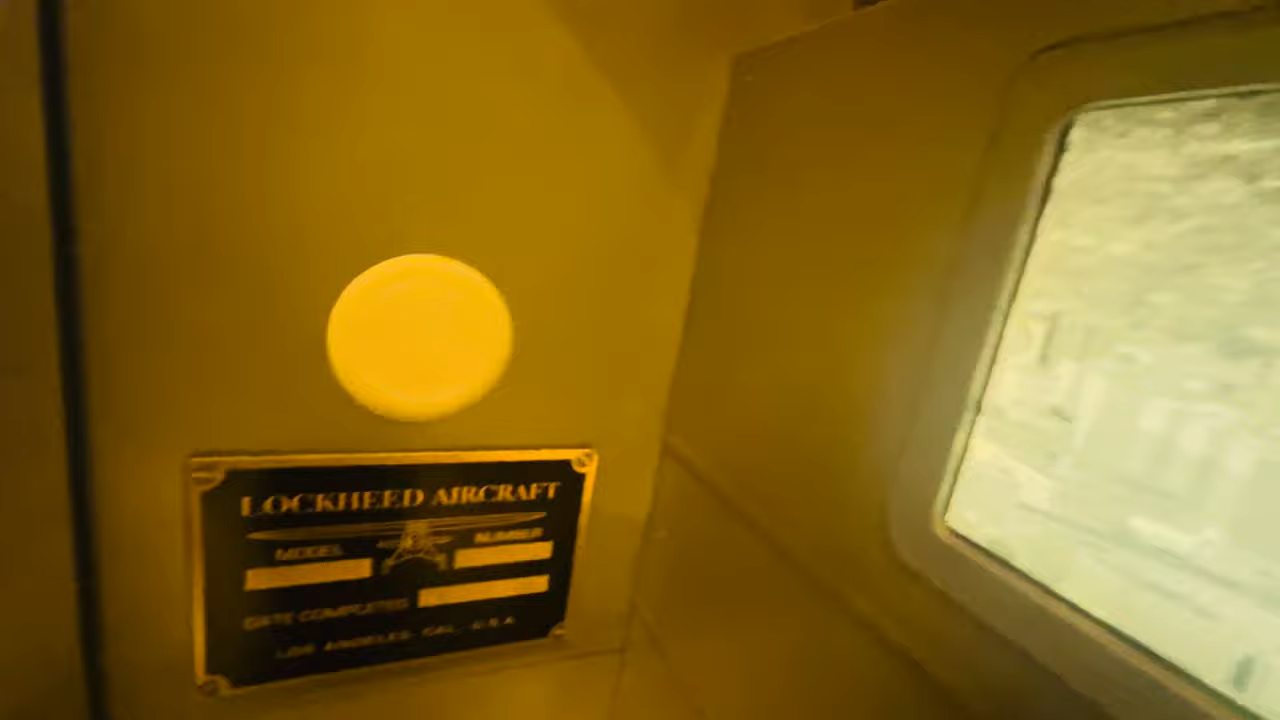 LOCKHEED AIRCRAFT
MODEL NUMBER
DATE COMPLETED
LOS ANGELES, CAL., U.S.A